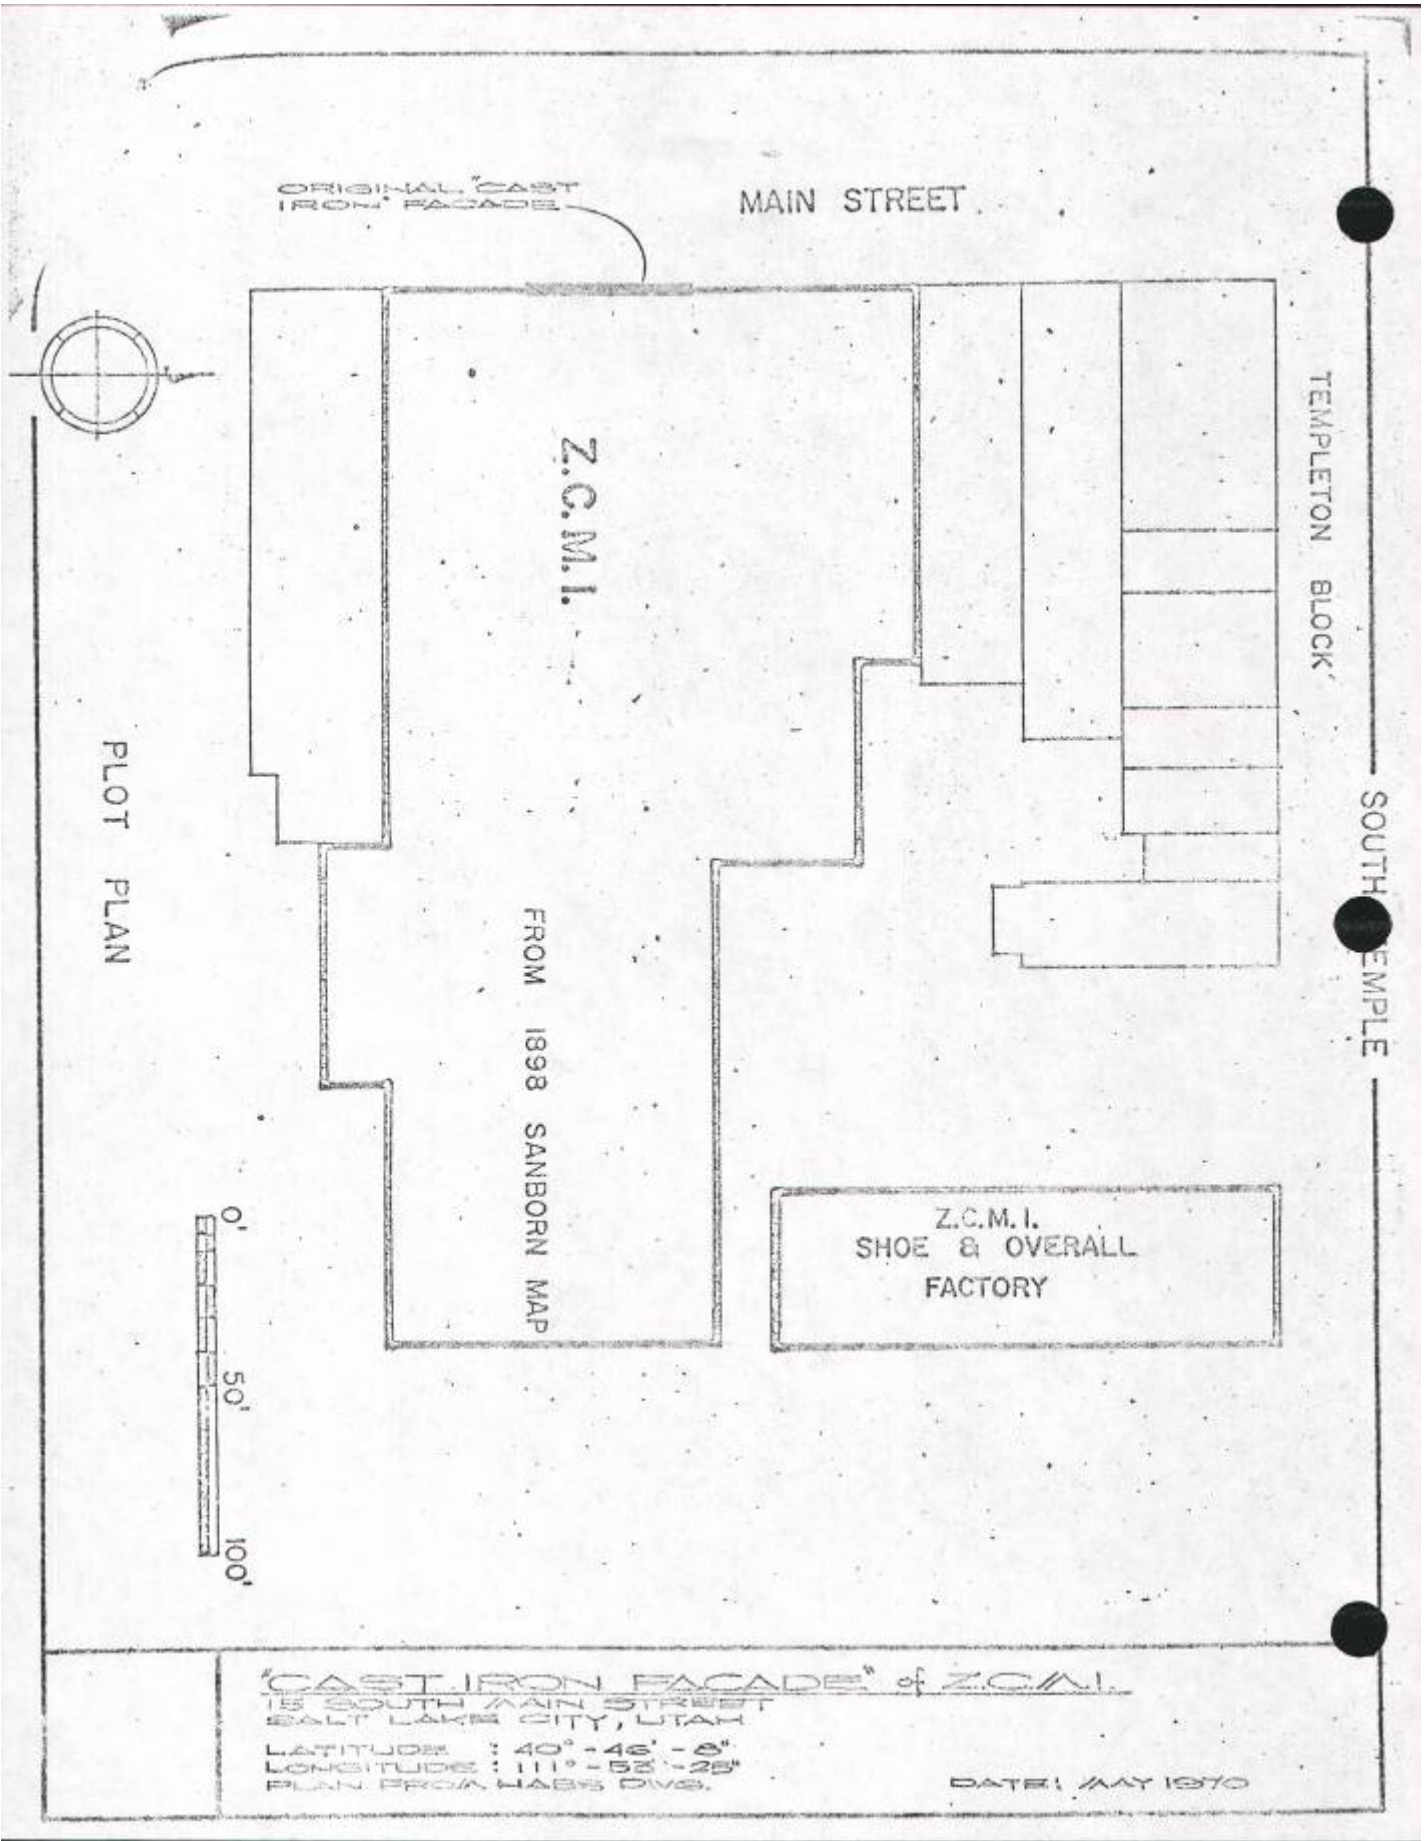 ORIGINAL "CAST
IRON" FACADE
MAIN STREET
TEMPLETON BLOCK
SOUTH TEMPLE
Z.C.M.I.
FROM 1898 SANBORN MAP
PLOT PLAN
Z.C.M.I.
SHOE & OVERALL
FACTORY
0'
50'
100'
"CAST IRON FACADE" of Z.C.M.I.
15 SOUTH MAIN STREET
SALT LAKE CITY, UTAH
LATITUDE : 40° - 46' - 8"
LONGITUDE : 111° - 53' - 25"
PLAN FROM HABS DWG.
DATE: MAY 1970